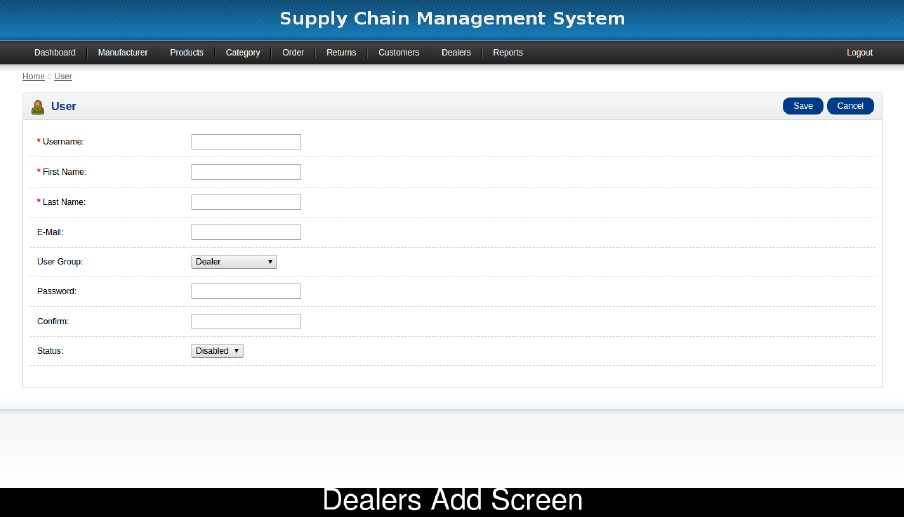 Supply Chain Management System
Dashboard Manufacturer Products Category Order Returns Customers Dealers Reports Logout
Home :: User
User Save Cancel
* Username:
* First Name:
* Last Name:
E-Mail:
User Group: Dealer
Password:
Confirm:
Status: Disabled
Dealers Add Screen